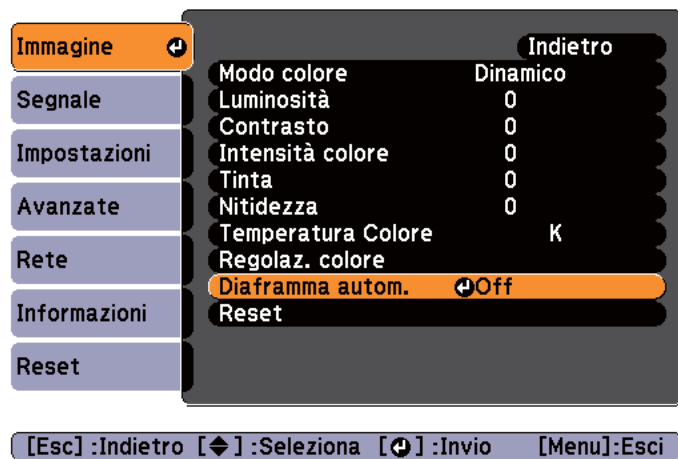 Immagine
Segnale
Impostazioni
Avanzate
Rete
Informazioni
Reset
Indietro
Modo colore Dinamico
Luminosità 0
Contrasto 0
Intensità colore 0
Tinta 0
Nitidezza 0
Temperatura Colore K
Regolaz. colore
Diaframma autom. Off
Reset
[Esc] :Indietro [ ] :Seleziona [ ] :Invio [Menu]:Esci